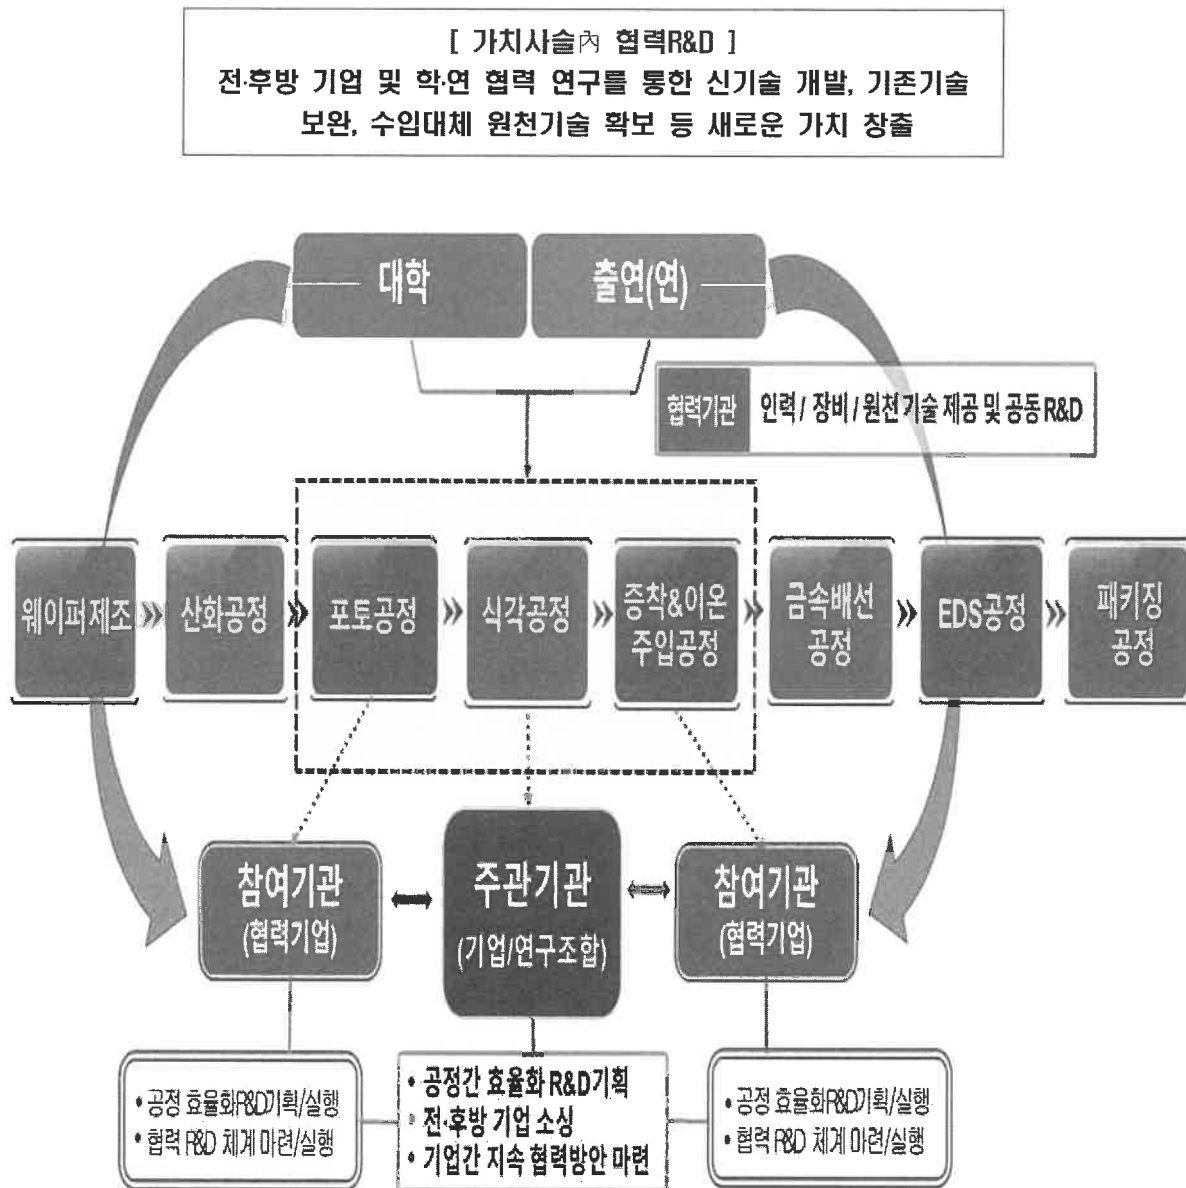 [ 가치사슬內 협력R&D ]
전·후방 기업 및 학·연 협력 연구를 통한 신기술 개발, 기존기술
보완, 수입대체 원천기술 확보 등 새로운 가치 창출
대학
출연(연)
협력기관
인력 / 장비 / 원천기술 제공 및 공동 R&D
웨이퍼제조
산화공정
포토공정
식각공정
증착&이온
주입공정
금속배선
공정
EDS공정
패키징
공정
참여기관
(협력기업)
주관기관
(기업/연구조합)
참여기관
(협력기업)
• 공정 효율화R&D기획/실행
• 협력 R&D 체계 마련/실행
• 공정간 효율화 R&D기획
• 전·후방 기업 소싱
• 기업간 지속 협력방안 마련
• 공정 효율화R&D기획/실행
• 협력 R&D 체계 마련/실행